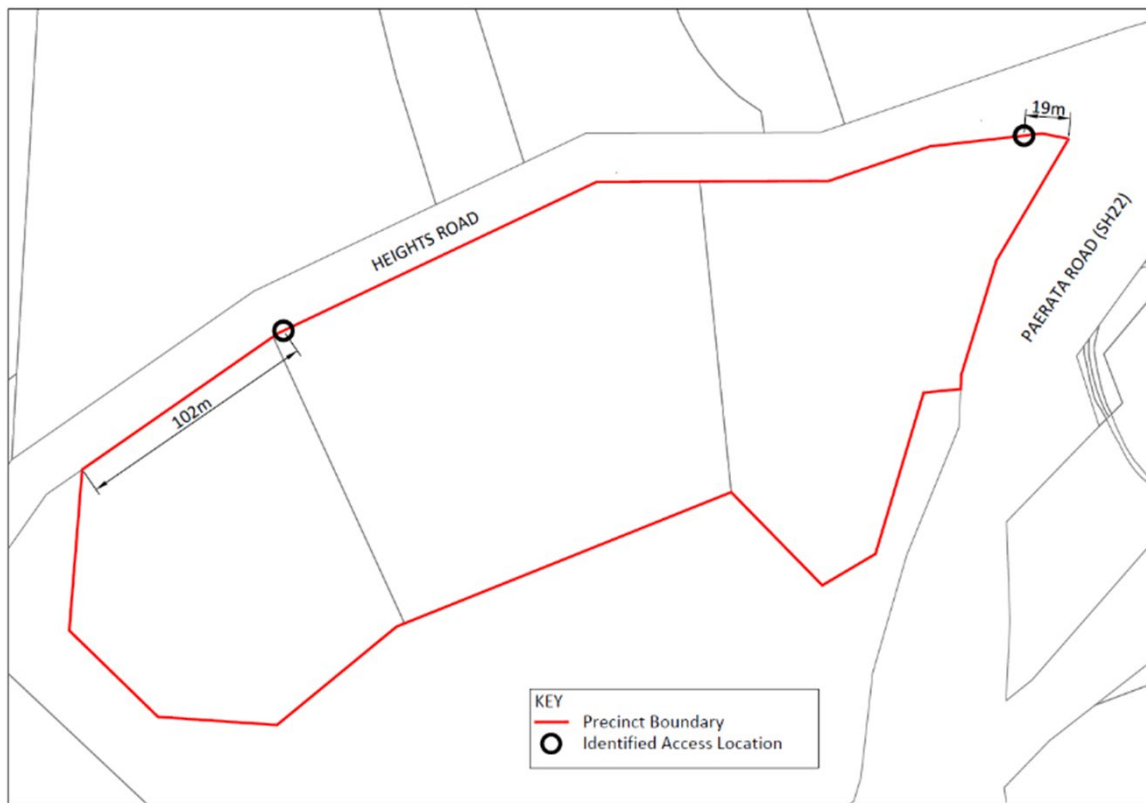 19m
HEIGHTS ROAD
PAERATA ROAD (SH22)
102m
KEY
Precinct Boundary
Identified Access Location